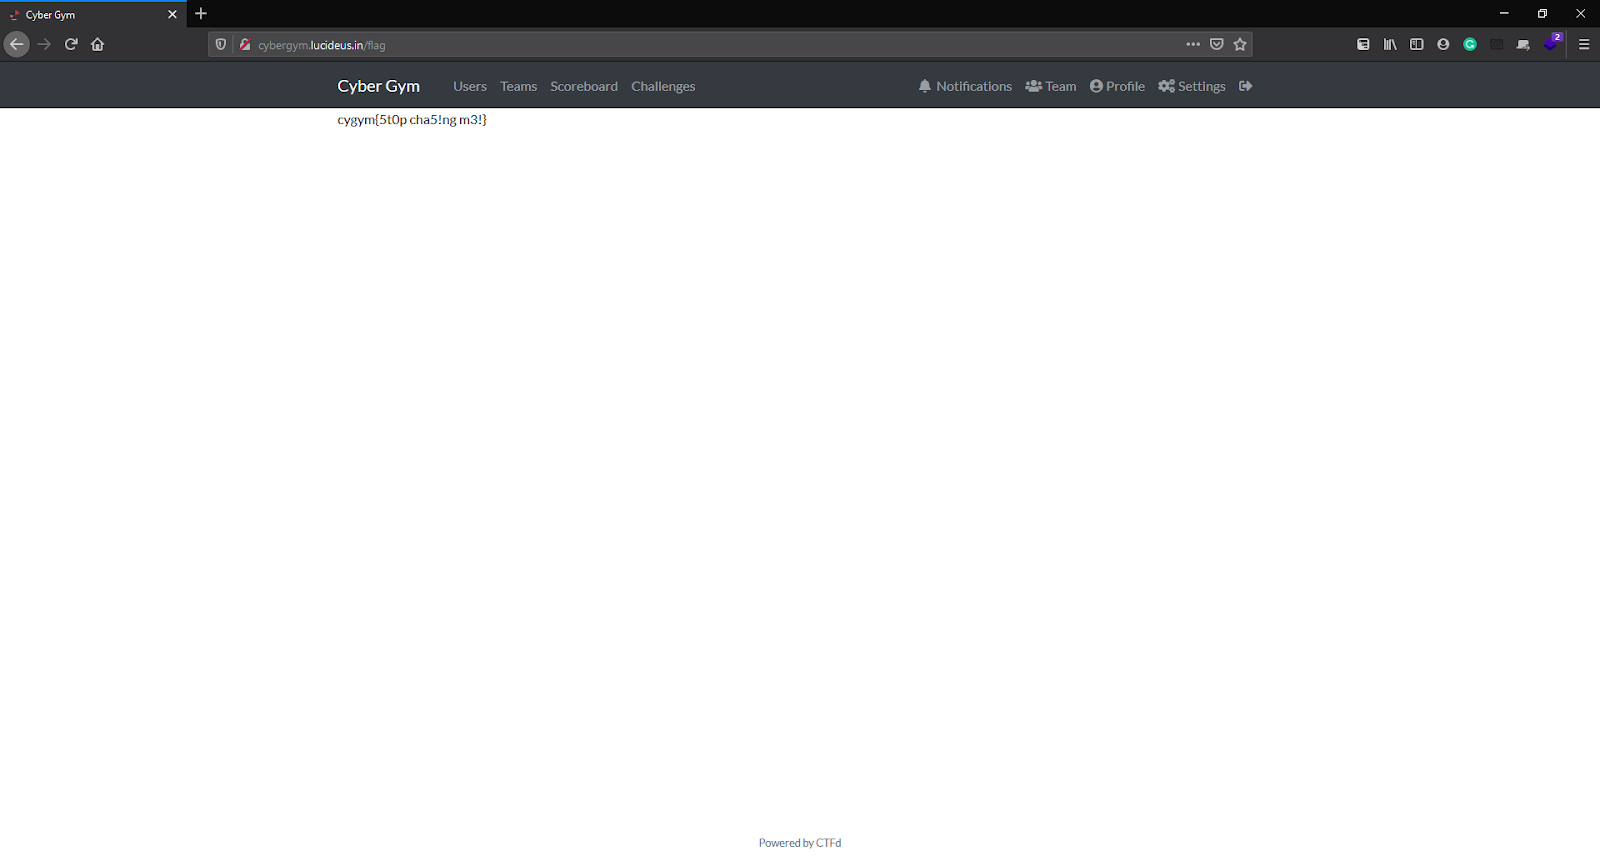 Cyber Gym
cybergym.lucideus.in/flag
2
Cyber Gym Users Teams Scoreboard Challenges Notifications Team Profile Settings
cygym{5t0p cha5!ng m3!}
Powered by CTFd